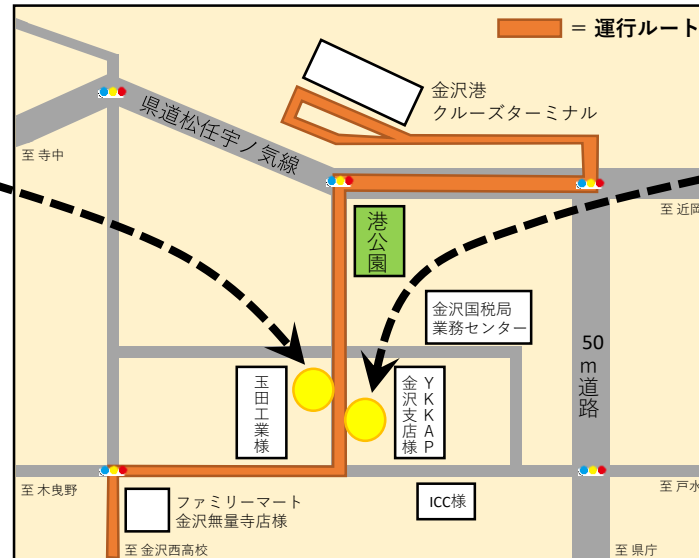 = 運行ルート
金沢港
クルーズターミナル
県道松任宇ノ気線
至 寺中
至 近岡
港公園
金沢国税局
業務センター
50m道路
玉田工業様
YKKAP
金沢支店様
至 木曳野
至 戸水
ファミリーマート
金沢無量寺店様
ICC様
至 金沢西高校
至 県庁